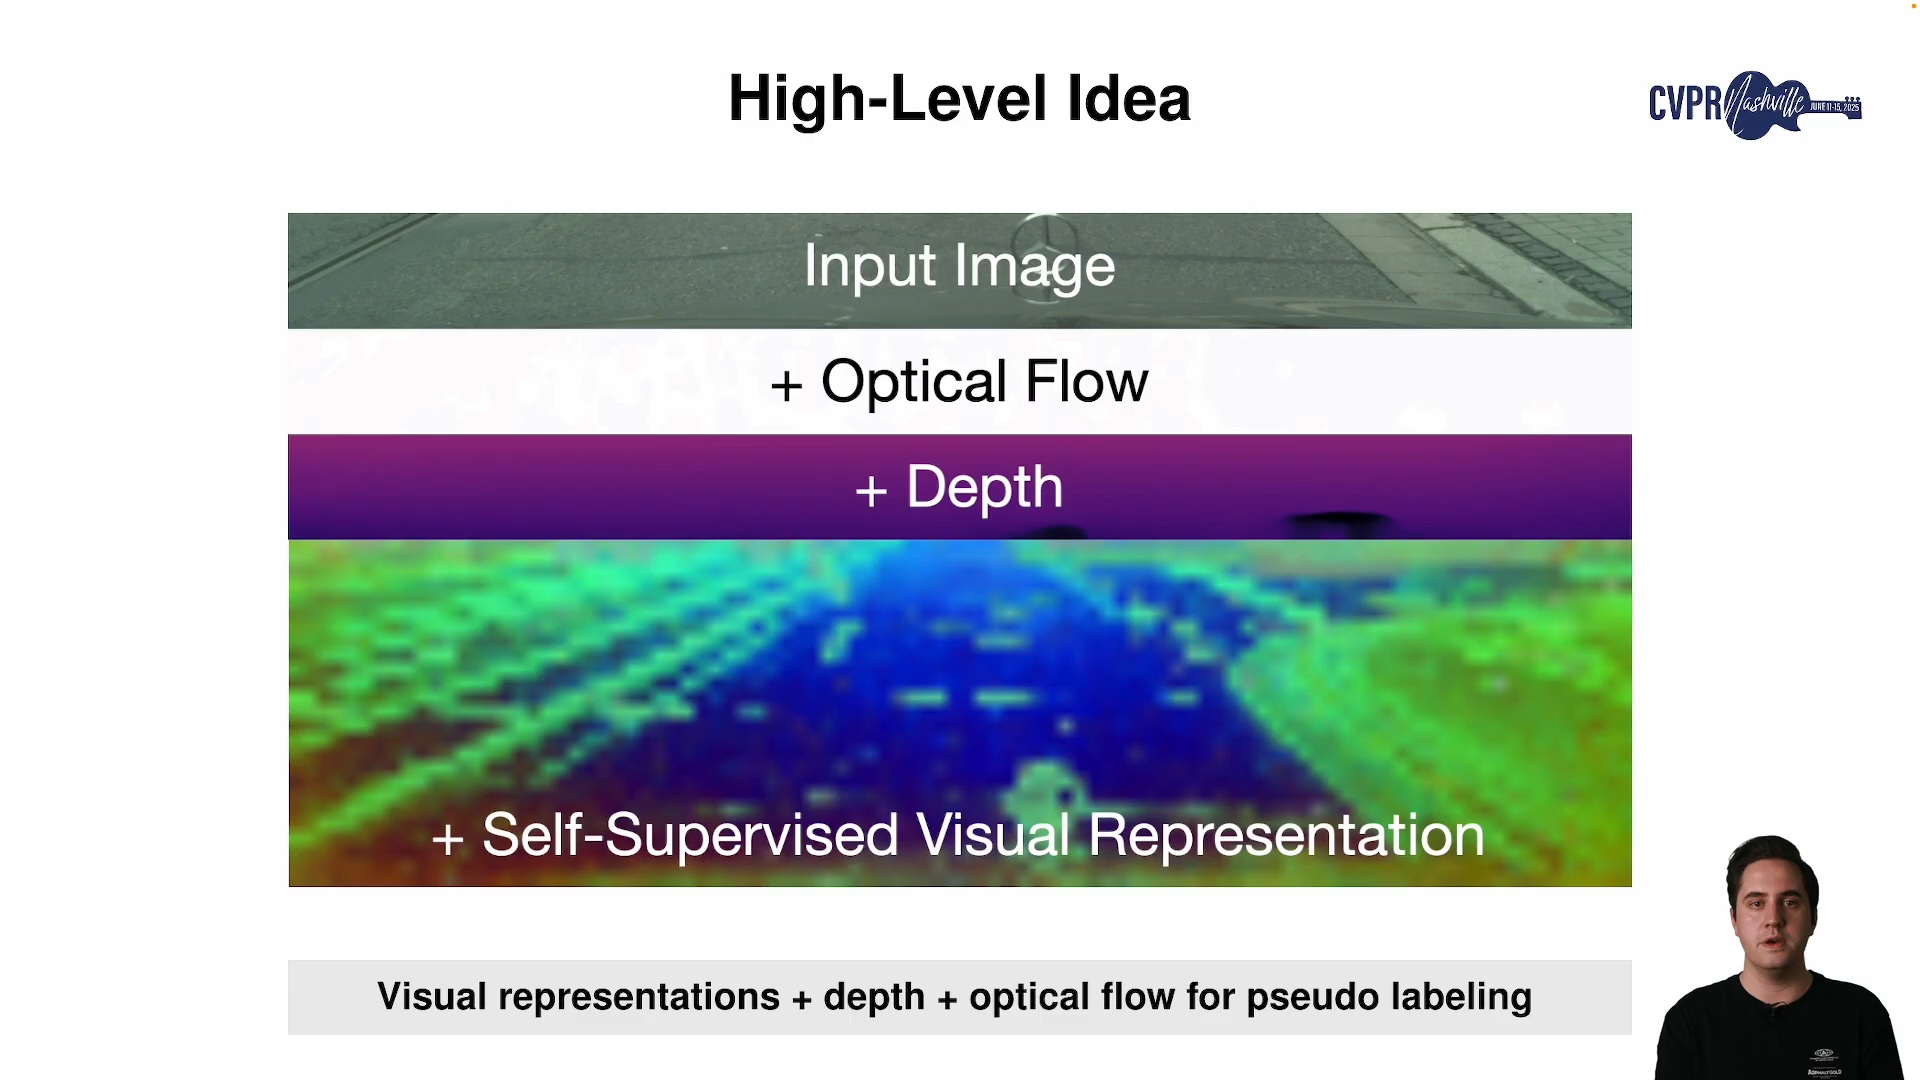 High-Level Idea
CVPR Nashville JUNE 11-15, 2025
Input Image
+ Optical Flow
+ Depth
+ Self-Supervised Visual Representation
Visual representations + depth + optical flow for pseudo labeling